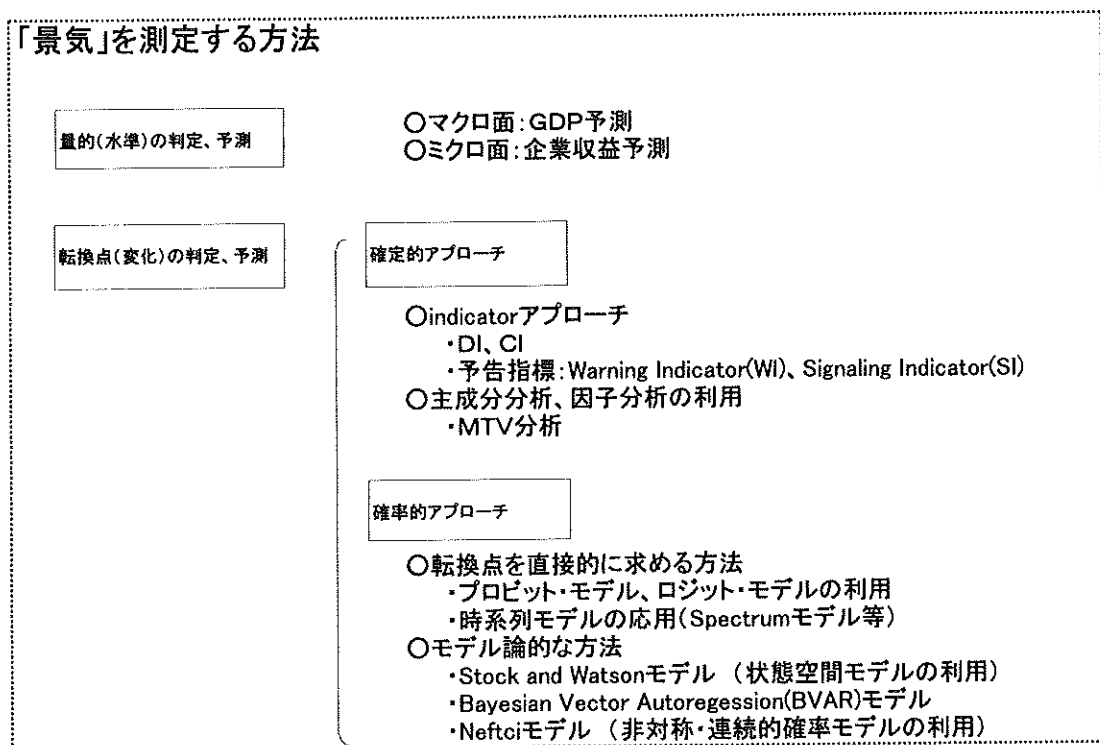 「景気」を測定する方法
量的(水準)の判定、予測
○マクロ面:GDP予測
○ミクロ面:企業収益予測
転換点(変化)の判定、予測
確定的アプローチ
○indicatorアプローチ
・DI、CI
・予告指標:Warning Indicator(WI)、Signaling Indicator(SI)
○主成分分析、因子分析の利用
・MTV分析
確率的アプローチ
○転換点を直接的に求める方法
・プロビット・モデル、ロジット・モデルの利用
・時系列モデルの応用(Spectrumモデル等)
○モデル論的な方法
・Stock and Watsonモデル (状態空間モデルの利用)
・Bayesian Vector Autoregession(BVAR)モデル
・Neftciモデル (非対称・連続的確率モデルの利用)